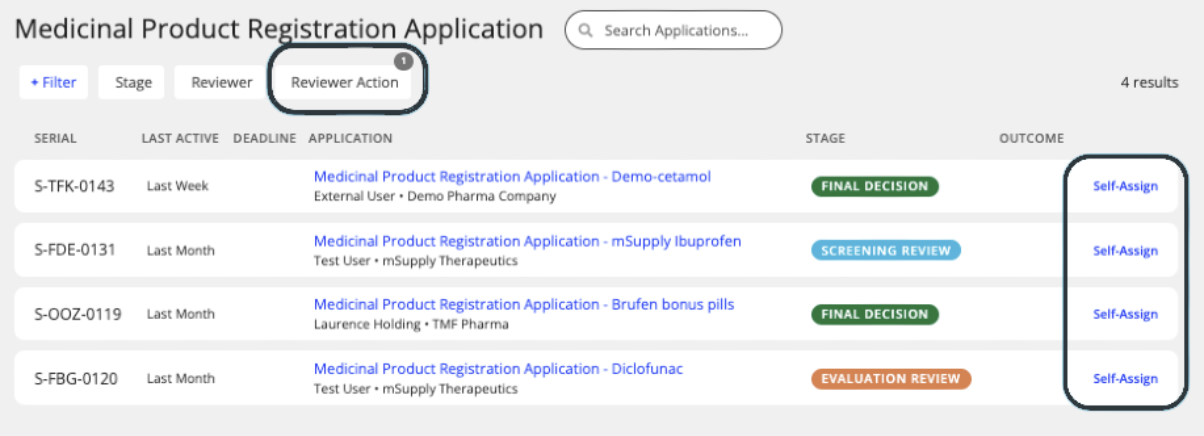 Medicinal Product Registration Application
Search Applications...
+ Filter Stage Reviewer Reviewer Action 1 4 results
SERIAL LAST ACTIVE DEADLINE APPLICATION STAGE OUTCOME
S-TFK-0143 Last Week Medicinal Product Registration Application - Demo-cetamol FINAL DECISION Self-Assign
External User • Demo Pharma Company
S-FDE-0131 Last Month Medicinal Product Registration Application - mSupply Ibuprofen SCREENING REVIEW Self-Assign
Test User • mSupply Therapeutics
S-OOZ-0119 Last Month Medicinal Product Registration Application - Brufen bonus pills FINAL DECISION Self-Assign
Laurence Holding • TMF Pharma
S-FBG-0120 Last Month Medicinal Product Registration Application - Diclofunac EVALUATION REVIEW Self-Assign
Test User • mSupply Therapeutics